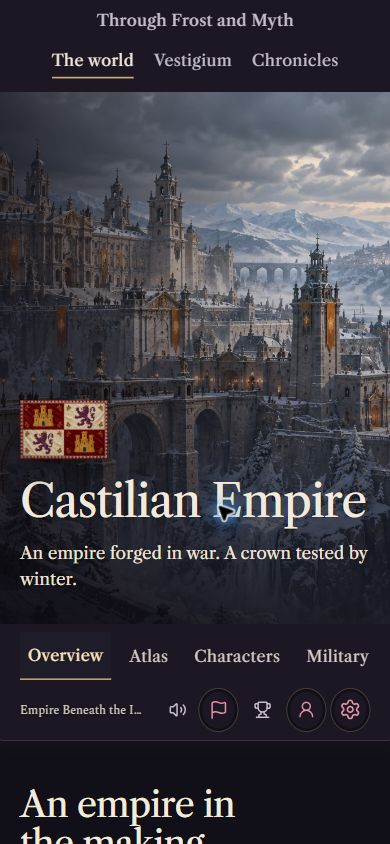 Through Frost and Myth
The world Vestigium Chronicles
Castilian Empire
An empire forged in war. A crown tested by
winter.
Overview Atlas Characters Military
Empire Beneath the I...
An empire in
the making